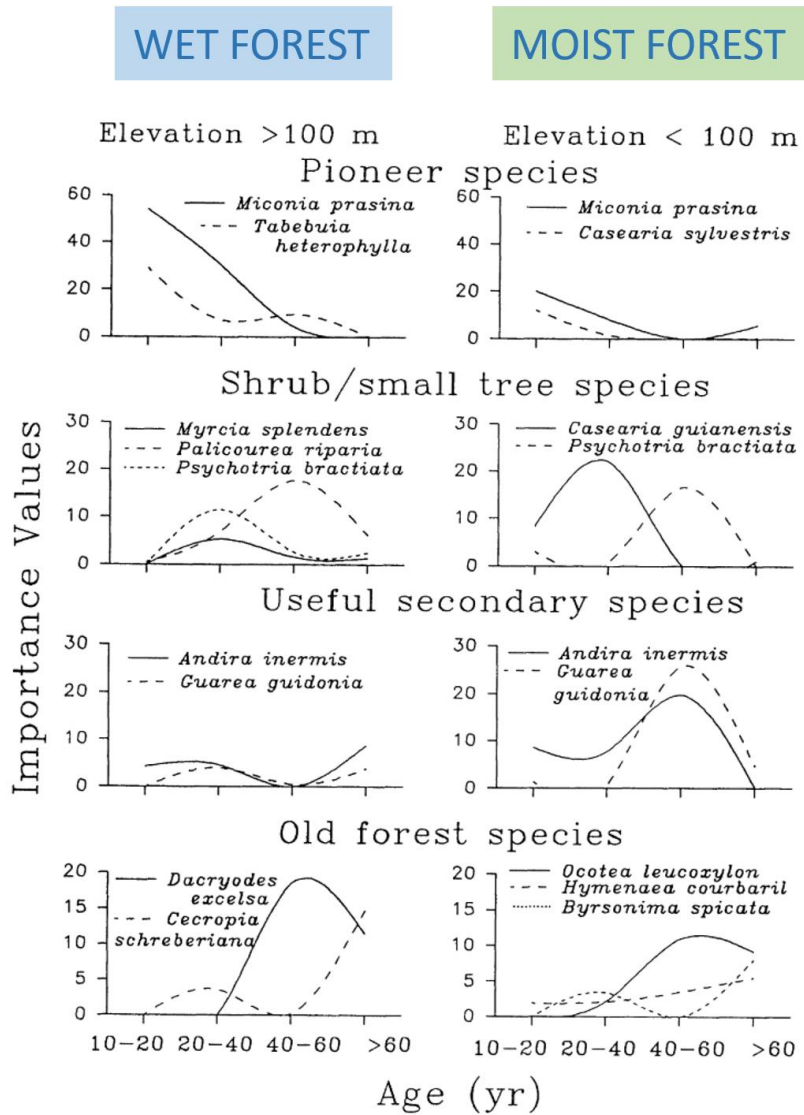 WET FOREST
MOIST FOREST
Elevation >100 m
Elevation < 100 m
Pioneer species
60
40
20
0
Miconia prasina
Tabebuia
heterophylla
60
40
20
0
Miconia prasina
Casearia sylvestris
Shrub/small tree species
30
20
10
0
Myrcia splendens
Palicourea riparia
Psychotria bractiata
30
20
10
0
Casearia guianensis
Psychotria bractiata
Useful secondary species
30
20
10
0
Andira inermis
Guarea guidonia
30
20
10
0
Andira inermis
Guarea
guidonia
Old forest species
20
15
10
5
0
Dacryodes
excelsa
Cecropia
schreberiana
20
15
10
5
0
Ocotea leucoxylon
Hymenaea courbaril
Byrsonima spicata
10-20 20-40 40-60 >60
10-20 20-40 40-60 >60
Importance Values
Age (yr)